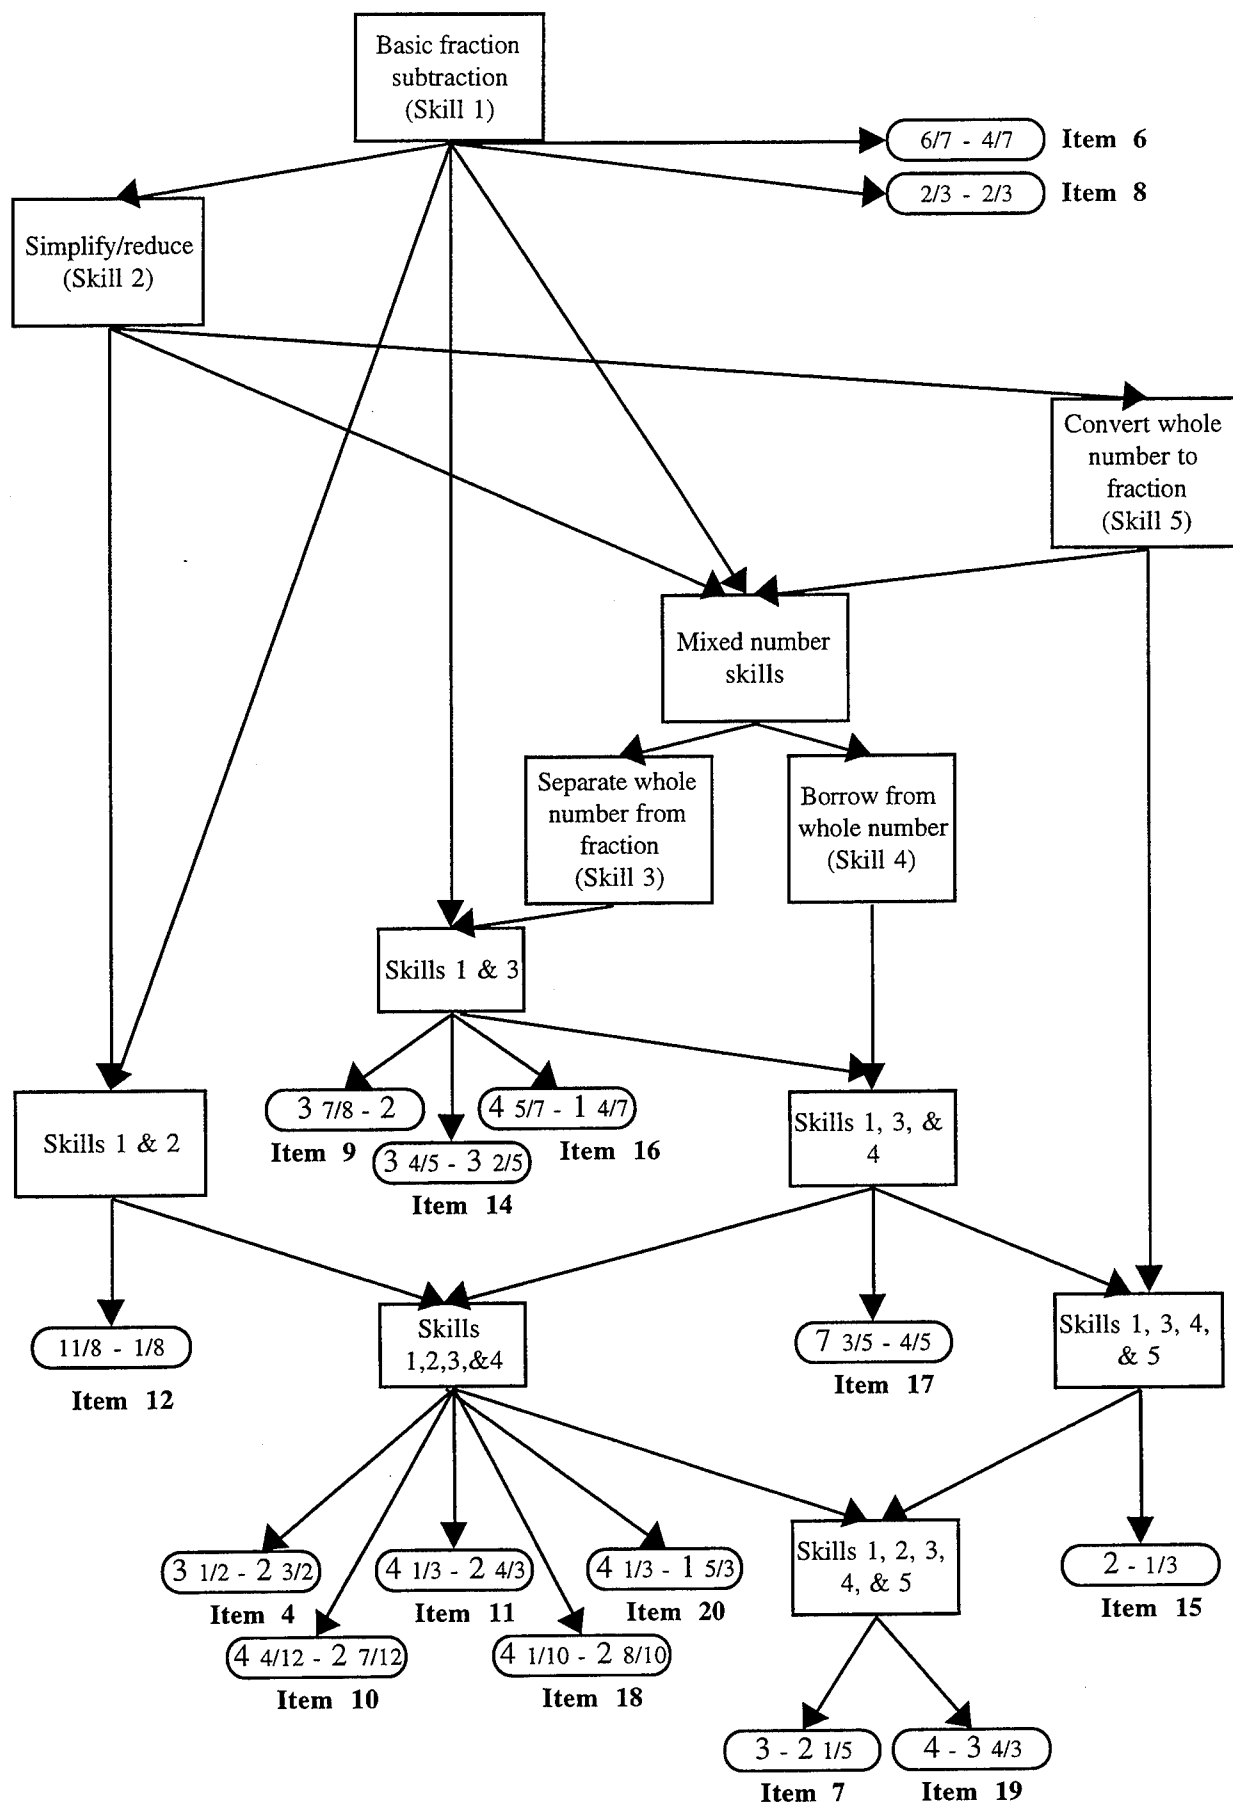 Basic fraction
subtraction
(Skill 1)
6/7 - 4/7 Item 6
2/3 - 2/3 Item 8
Simplify/reduce
(Skill 2)
Convert whole
number to
fraction
(Skill 5)
Mixed number
skills
Separate whole
number from
fraction
(Skill 3)
Borrow from
whole number
(Skill 4)
Skills 1 & 3
Skills 1 & 2
3 7/8 - 2
Item 9
3 4/5 - 3 2/5
Item 14
4 5/7 - 1 4/7
Item 16
Skills 1, 3, &
4
11/8 - 1/8
Item 12
Skills
1,2,3,&4
7 3/5 - 4/5
Item 17
Skills 1, 3, 4,
& 5
3 1/2 - 2 3/2
Item 4
4 1/3 - 2 4/3
Item 11
4 1/3 - 1 5/3
Item 20
4 4/12 - 2 7/12
Item 10
4 1/10 - 2 8/10
Item 18
Skills 1, 2, 3,
4, & 5
2 - 1/3
Item 15
3 - 2 1/5
Item 7
4 - 3 4/3
Item 19